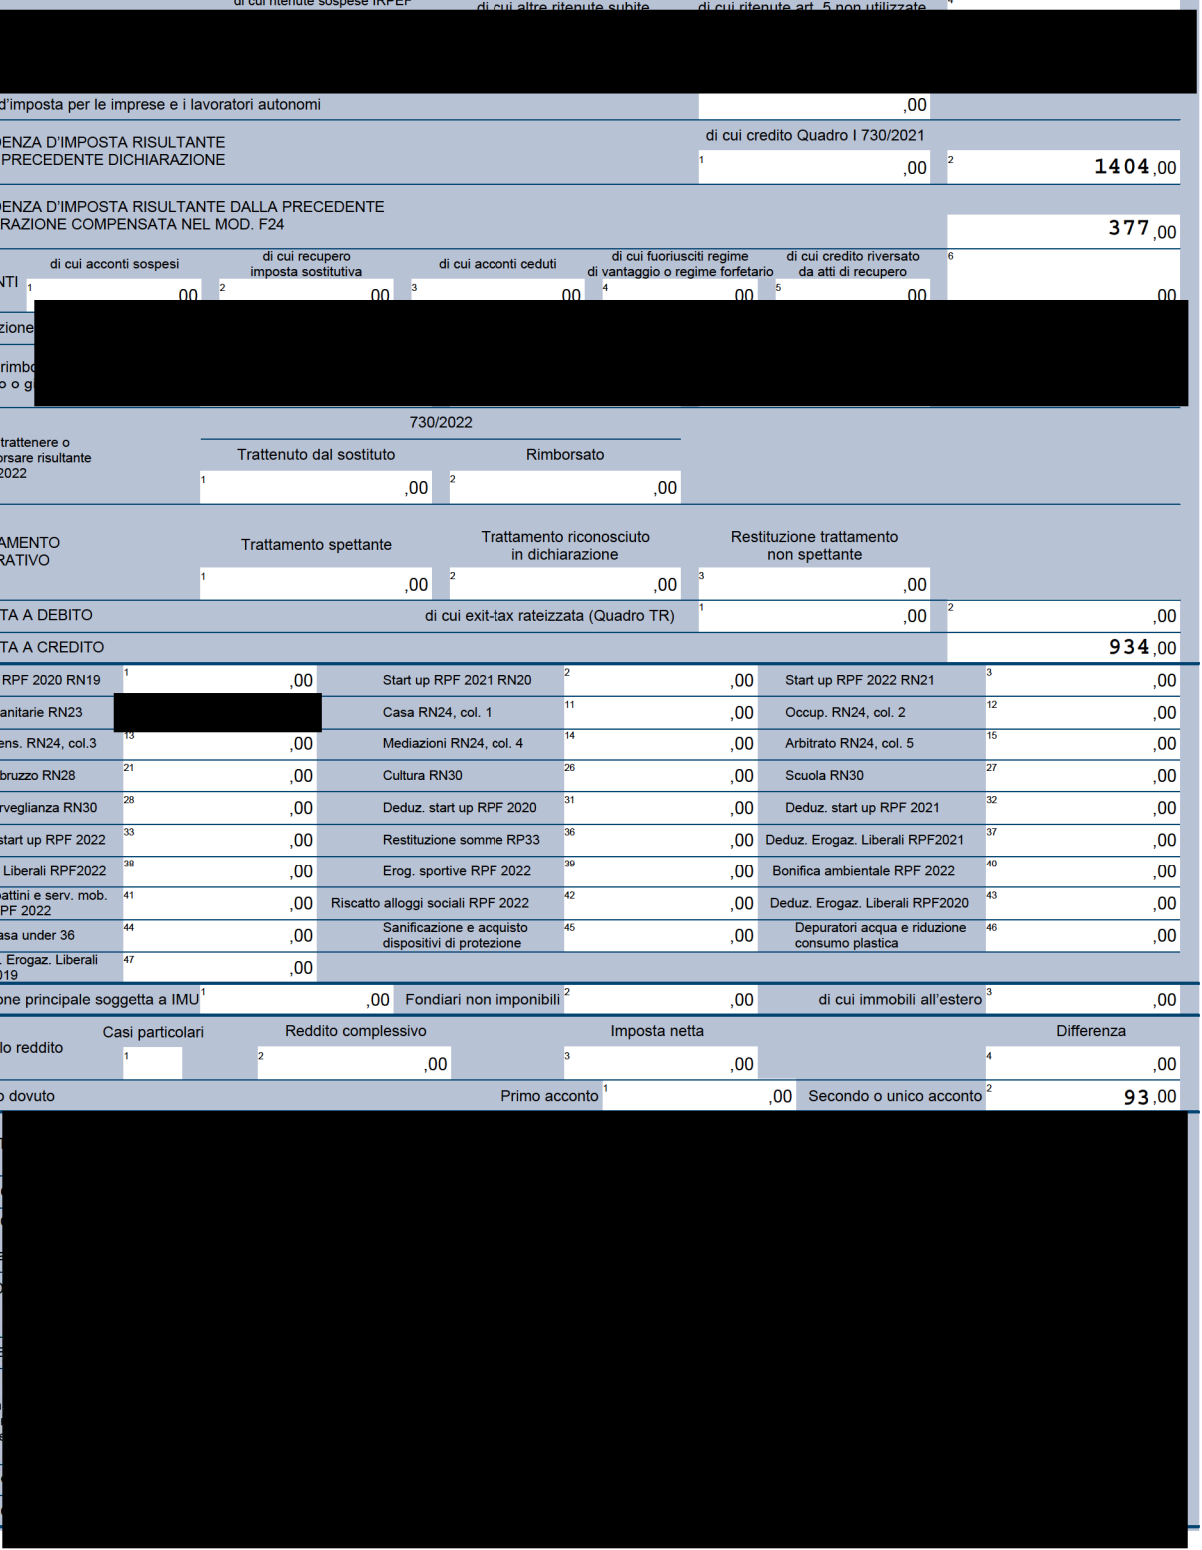 di cui altre ritenute subite di cui ritenute art. 5 non utilizzate
d'imposta per le imprese e i lavoratori autonomi ,00
DENZA D'IMPOSTA RISULTANTE di cui credito Quadro I 730/2021
PRECEDENTE DICHIARAZIONE 1 ,00 2 1404,00
DENZA D'IMPOSTA RISULTANTE DALLA PRECEDENTE
RAZIONE COMPENSATA NEL MOD. F24 377,00
di cui acconti sospesi di cui recupero imposta sostitutiva di cui acconti ceduti di cui fuoriusciti regime di vantaggio o regime forfetario di cui credito riversato da atti di recupero 6
NTI 1 00 2 00 3 00 4 00 5 00 00
zione
rimbo
o o g
730/2022
trattenere o
orsare risultante Trattenuto dal sostituto Rimborsato
2022 1 ,00 2 ,00
AMENTO Trattamento spettante Trattamento riconosciuto in dichiarazione Restituzione trattamento non spettante
RATIVO 1 ,00 2 ,00 3 ,00
TA A DEBITO di cui exit-tax rateizzata (Quadro TR) 1 ,00 2 ,00
TA A CREDITO 934,00
RPF 2020 RN19 1 ,00 Start up RPF 2021 RN20 2 ,00 Start up RPF 2022 RN21 3 ,00
anitarie RN23 Casa RN24, col. 1 11 ,00 Occup. RN24, col. 2 12 ,00
ens. RN24, col.3 13 ,00 Mediazioni RN24, col. 4 14 ,00 Arbitrato RN24, col. 5 15 ,00
bruzzo RN28 21 ,00 Cultura RN30 26 ,00 Scuola RN30 27 ,00
rveglianza RN30 28 ,00 Deduz. start up RPF 2020 31 ,00 Deduz. start up RPF 2021 32 ,00
start up RPF 2022 33 ,00 Restituzione somme RP33 36 ,00 Deduz. Erogaz. Liberali RPF2021 37 ,00
Liberali RPF2022 38 ,00 Erog. sportive RPF 2022 39 ,00 Bonifica ambientale RPF 2022 40 ,00
pattini e serv. mob.
PF 2022 41 ,00 Riscatto alloggi sociali RPF 2022 42 ,00 Deduz. Erogaz. Liberali RPF2020 43 ,00
asa under 36 44 ,00 Sanificazione e acquisto dispositivi di protezione 45 ,00 Depuratori acqua e riduzione consumo plastica 46 ,00
. Erogaz. Liberali
019 47 ,00
one principale soggetta a IMU 1 ,00 Fondiari non imponibili 2 ,00 di cui immobili all'estero 3 ,00
Casi particolari Reddito complessivo Imposta netta Differenza
lo reddito 1 2 ,00 3 ,00 4 ,00
o dovuto Primo acconto 1 ,00 Secondo o unico acconto 2 93,00